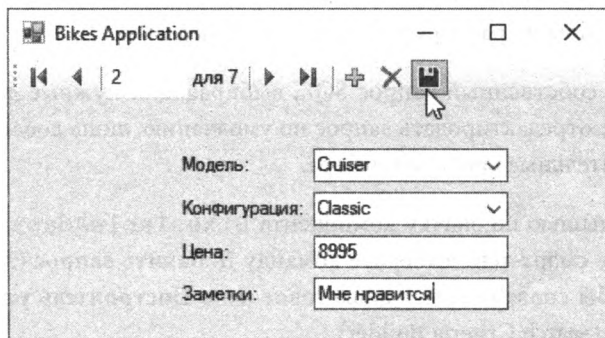 Bikes Application
2 для 7
Модель: Cruiser
Конфигурация: Classic
Цена: 8995
Заметки: Мне нравится